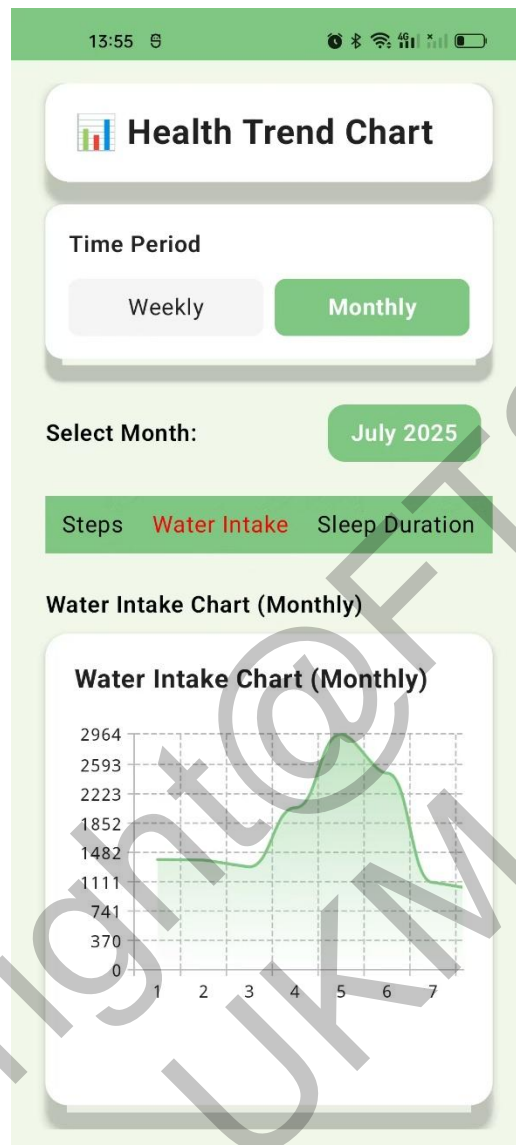 13:55
4G
Health Trend Chart
Time Period
Weekly Monthly
Select Month: July 2025
Steps Water Intake Sleep Duration
Water Intake Chart (Monthly)
Water Intake Chart (Monthly)
2964
2593
2223
1852
1482
1111
741
370
0
1 2 3 4 5 6 7
UKM